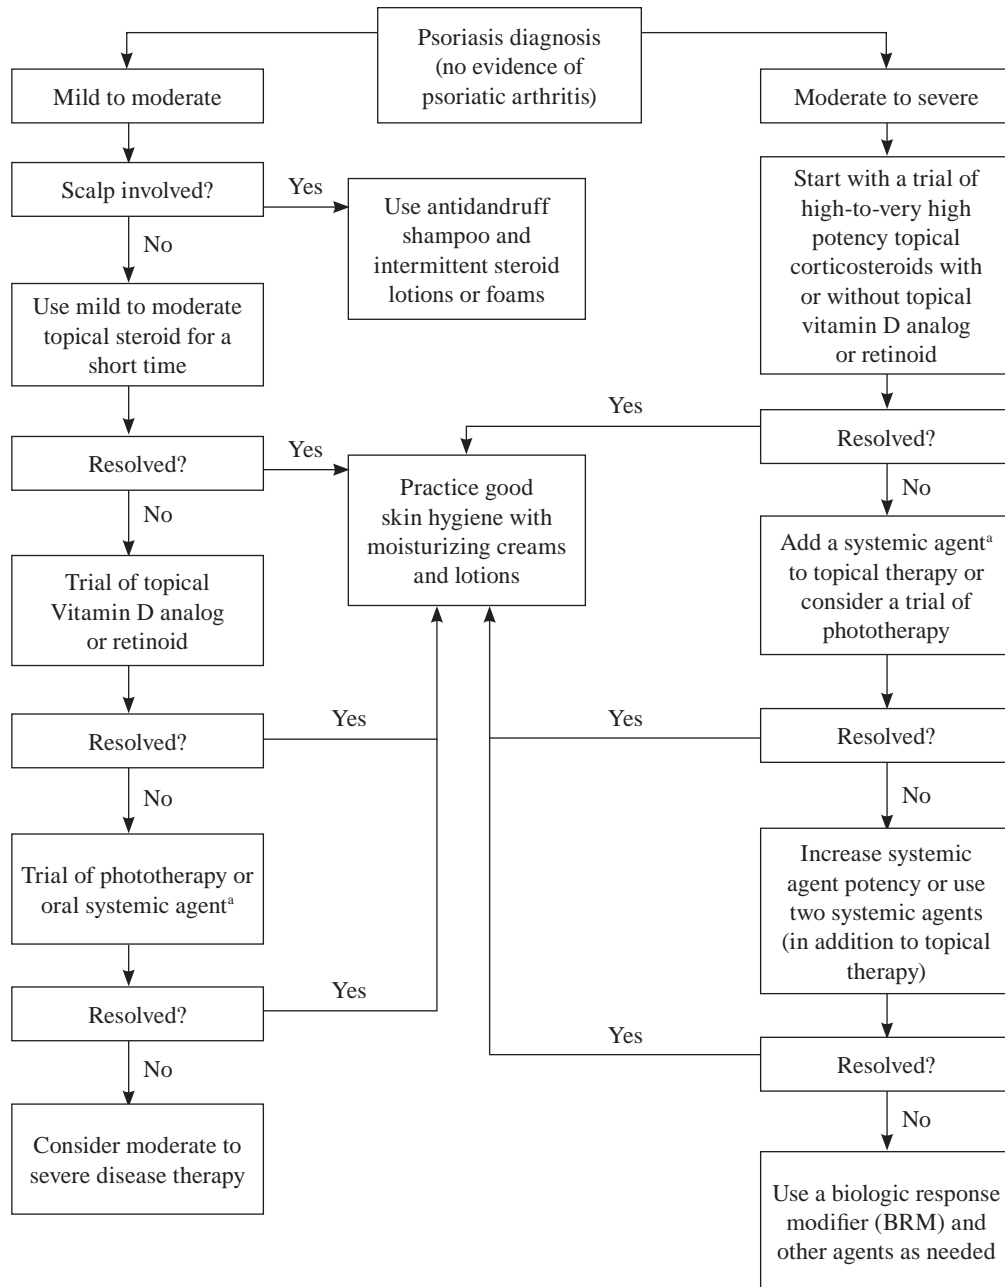 Psoriasis diagnosis
(no evidence of
psoriatic arthritis)
Mild to moderate
Scalp involved?
Yes
Use antidandruff
shampoo and
intermittent steroid
lotions or foams
No
Use mild to moderate
topical steroid for a
short time
Resolved?
Yes
Practice good
skin hygiene with
moisturizing creams
and lotions
No
Trial of topical
Vitamin D analog
or retinoid
Resolved?
Yes
No
Trial of phototherapy or
oral systemic agentᵃ
Resolved?
Yes
No
Consider moderate to
severe disease therapy
Moderate to severe
Start with a trial of
high-to-very high
potency topical
corticosteroids with
or without topical
vitamin D analog
or retinoid
Yes
Resolved?
No
Add a systemic agentᵃ
to topical therapy or
consider a trial of
phototherapy
Yes
Resolved?
No
Increase systemic
agent potency or use
two systemic agents
(in addition to topical
therapy)
Yes
Resolved?
No
Use a biologic response
modifier (BRM) and
other agents as needed